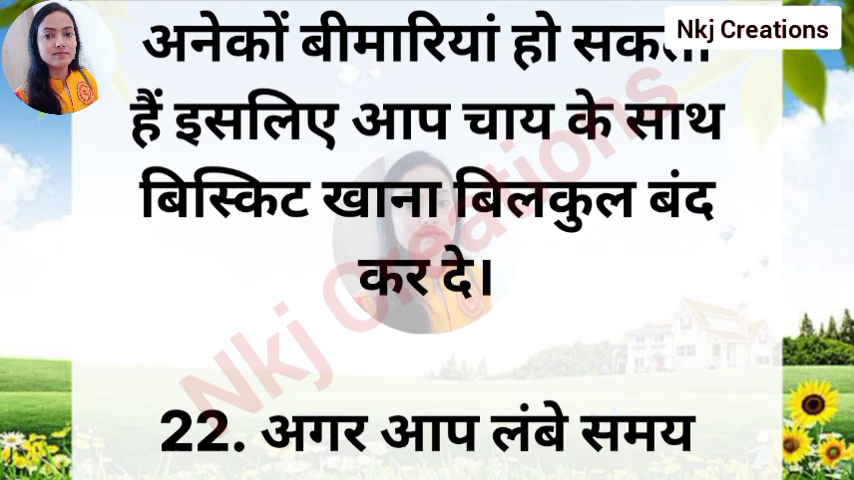 Nkj Creations
अनेकों बीमारियां हो
हैं इसलिए आप चाय के साथ
बिस्किट खाना बिलकुल बंद
कर दे।
Nkj Creations
22. अगर आप लंबे समय